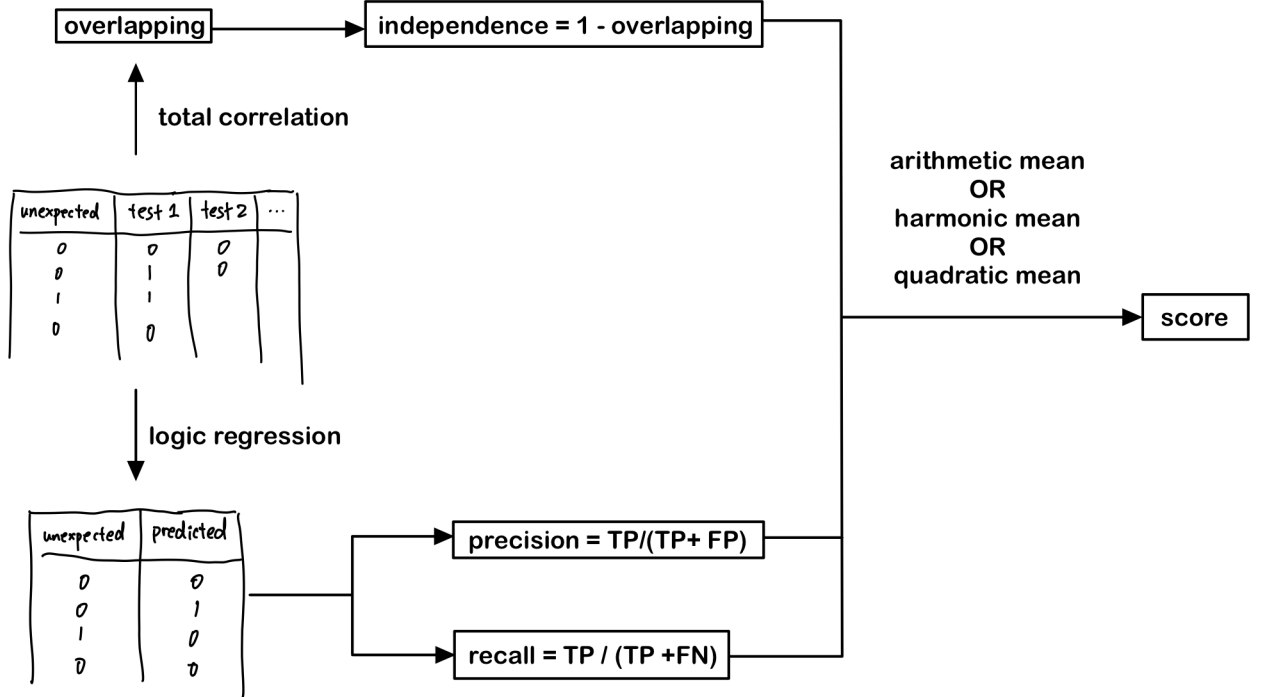 overlapping
independence = 1 - overlapping
total correlation
arithmetic mean
OR
harmonic mean
OR
quadratic mean
score
unexpected test 1 test 2 ...
0 0 0
0 1 0
1 1
0 0
logic regression
unexpected predicted
0 0
0 1
1 0
0 0
precision = TP/(TP+ FP)
recall = TP / (TP +FN)